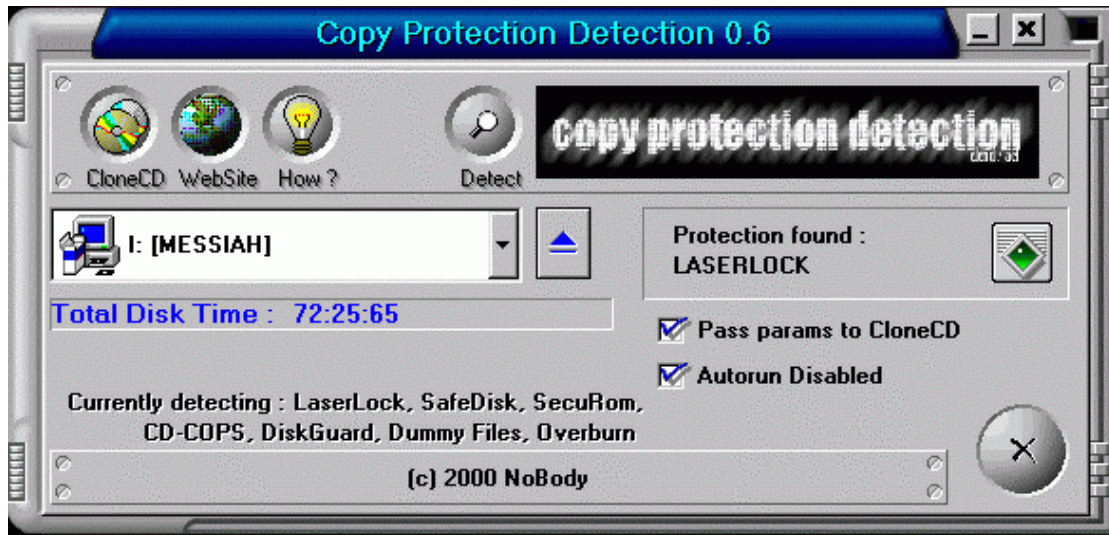 Copy Protection Detection 0.6
copy protection detection
CloneCD WebSite How ? Detect
I: [MESSIAH]
Protection found :
LASERLOCK
Total Disk Time : 72:25:65
Pass params to CloneCD
Autorun Disabled
Currently detecting : LaserLock, SafeDisk, SecuRom,
CD-COPS, DiskGuard, Dummy Files, Overburn
(c) 2000 NoBody